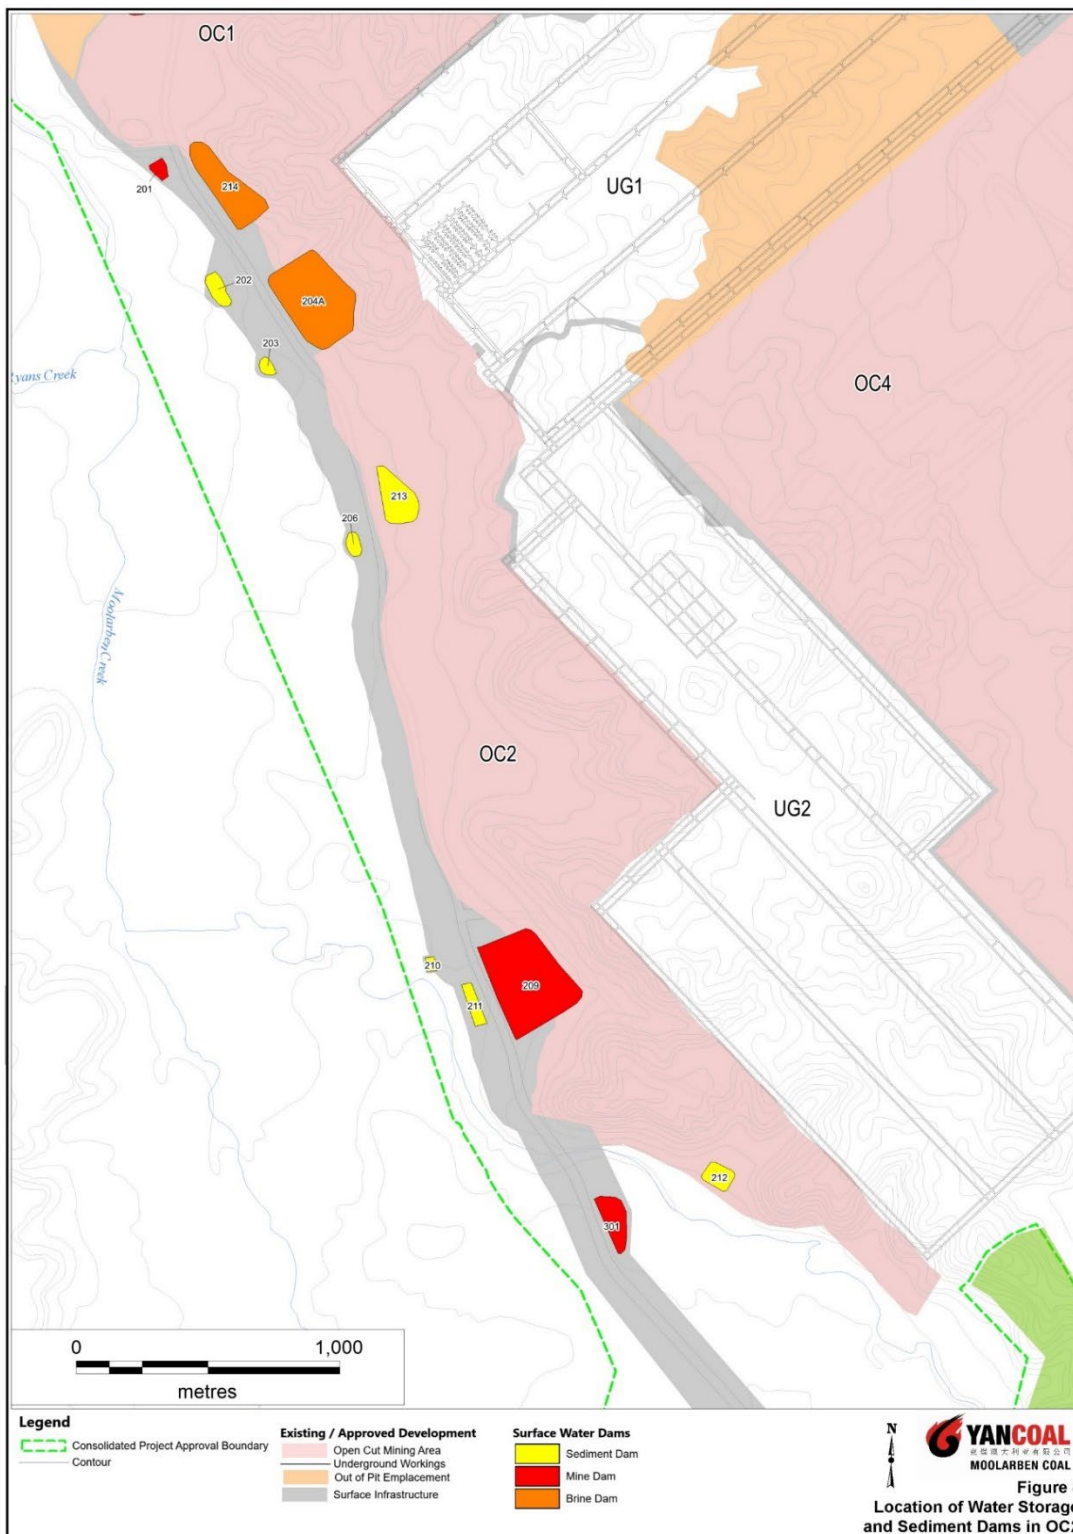 OC1
UG1
201
214
202
204A
203
OC4
Ryans Creek
213
206
Moolarben Creek
OC2
UG2
210
209
211
212
301
0 1,000
metres
Legend
Consolidated Project Approval Boundary
Contour
Existing / Approved Development
Open Cut Mining Area
Underground Workings
Out of Pit Emplacement
Surface Infrastructure
Surface Water Dams
Sediment Dam
Mine Dam
Brine Dam
N
YANCOAL
MOOLARBEN COAL
Figure
Location of Water Storage
and Sediment Dams in OC2